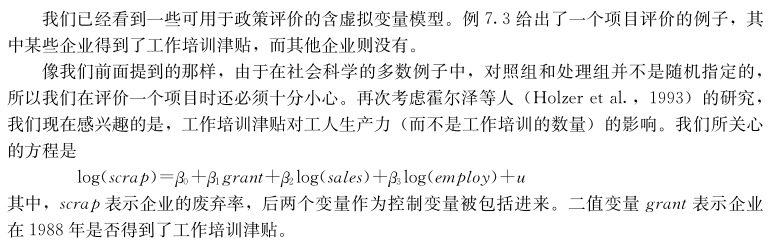 我们已经看到一些可用于政策评价的含虚拟变量模型。例 7.3 给出了一个项目评价的例子，其
中某些企业得到了工作培训津贴，而其他企业则没有。
像我们前面提到的那样，由于在社会科学的多数例子中，对照组和处理组并不是随机指定的，
所以我们在评价一个项目时还必须十分小心。再次考虑霍尔泽等人（Holzer et al.，1993）的研究，
我们现在感兴趣的是，工作培训津贴对工人生产力（而不是工作培训的数量）的影响。我们所关心
的方程是
log(scrap)=β₀+β₁grant+β₂log(sales)+β₃log(employ)+u
其中，scrap 表示企业的废弃率，后两个变量作为控制变量被包括进来。二值变量 grant 表示企业
在 1988 年是否得到了工作培训津贴。